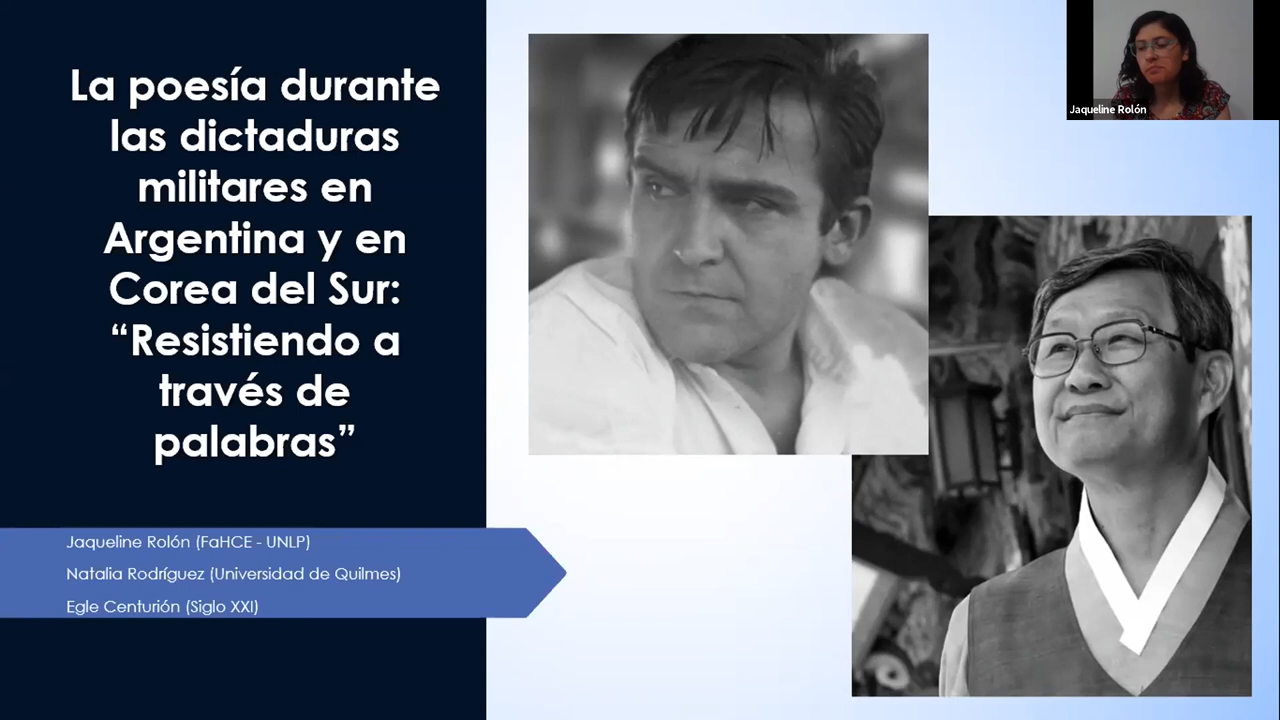 La poesía durante
las dictaduras
militares en
Argentina y en
Corea del Sur:
“Resistiendo a
través de
palabras”
Jaqueline Rolón (FaHCE - UNLP)
Natalia Rodríguez (Universidad de Quilmes)
Egle Centurión (Siglo XXI)
Jaqueline Rolón